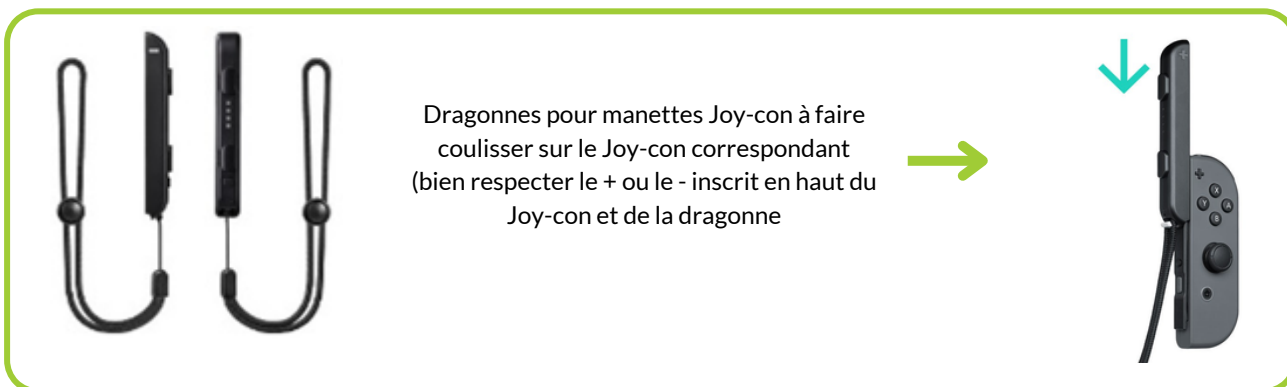 Dragonnes pour manettes Joy-con à faire
coulisser sur le Joy-con correspondant
(bien respecter le + ou le - inscrit en haut du
Joy-con et de la dragonne
+
+
X
Y
A
B